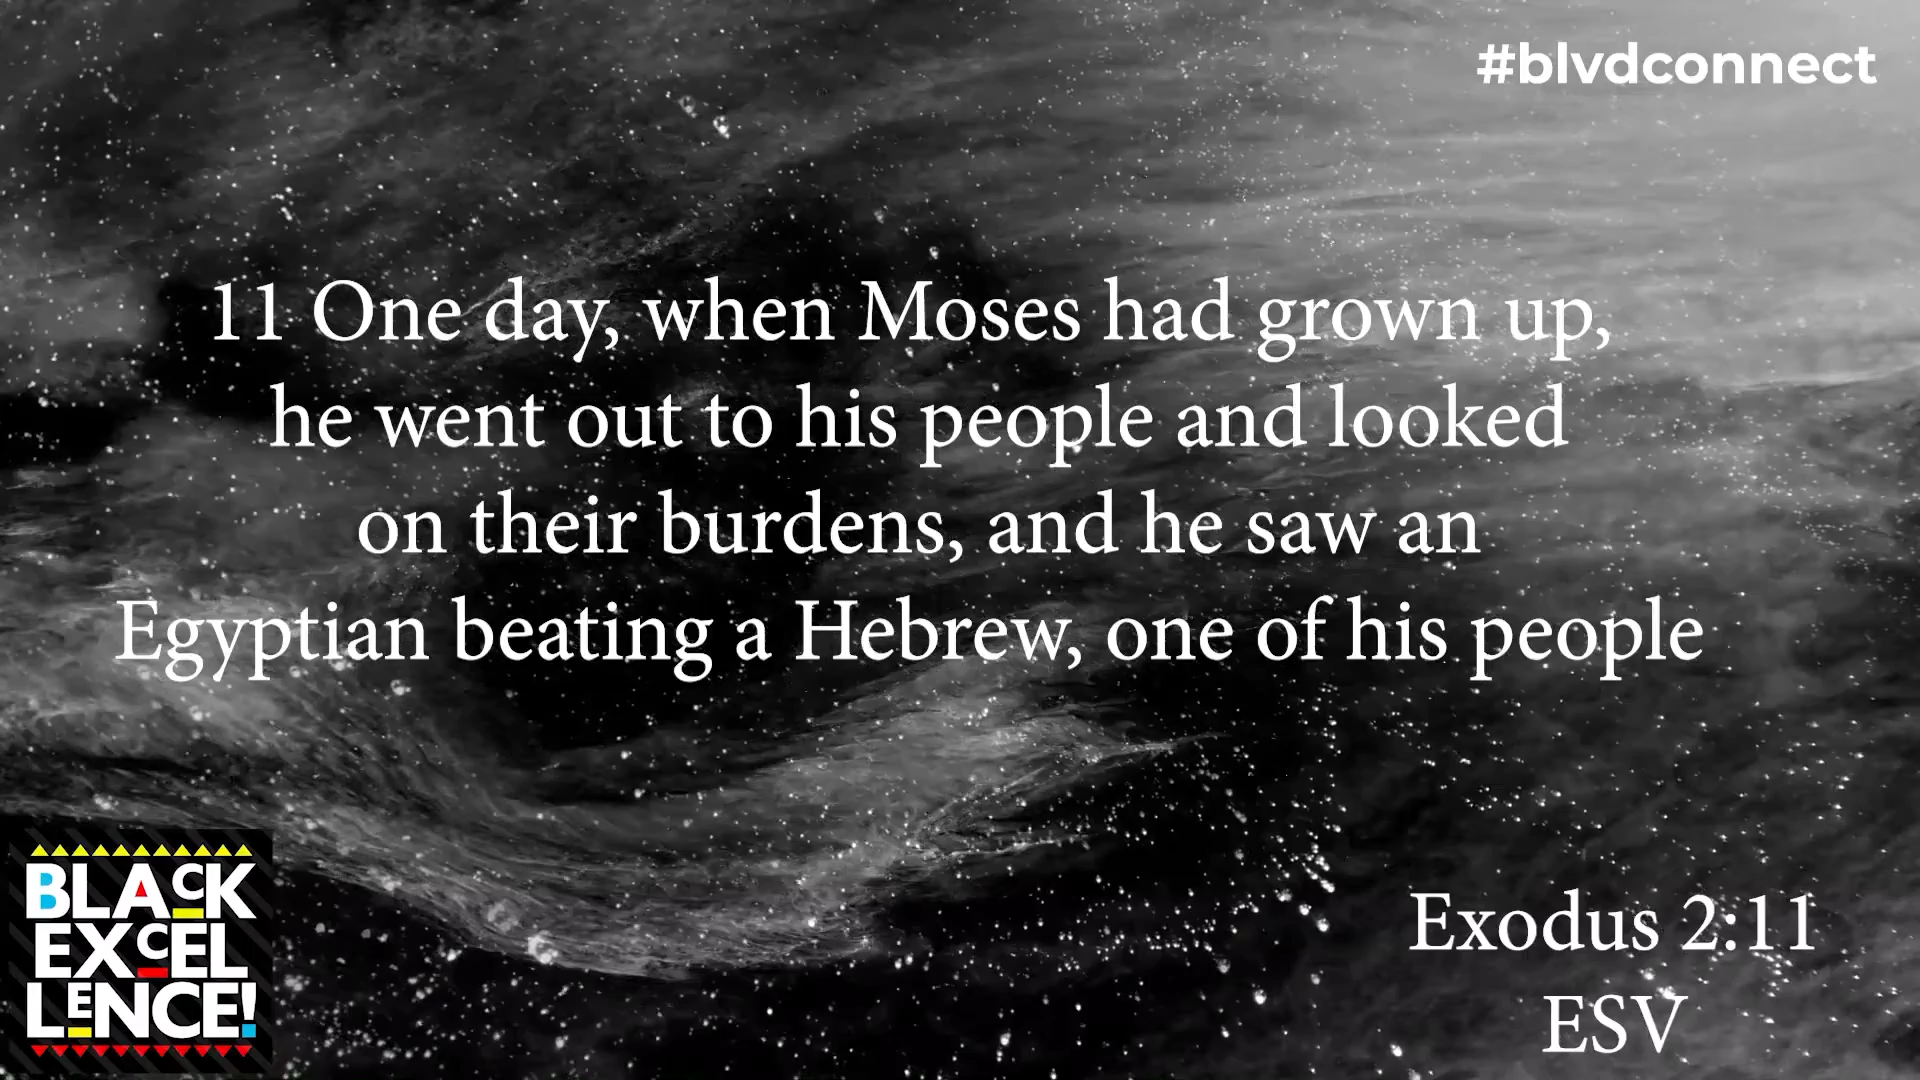 #blvdconnect
11 One day, when Moses had grown up,
he went out to his people and looked
on their burdens, and he saw an
Egyptian beating a Hebrew, one of his people
Exodus 2:11
ESV
BLACK
EXCEL
LENCE!